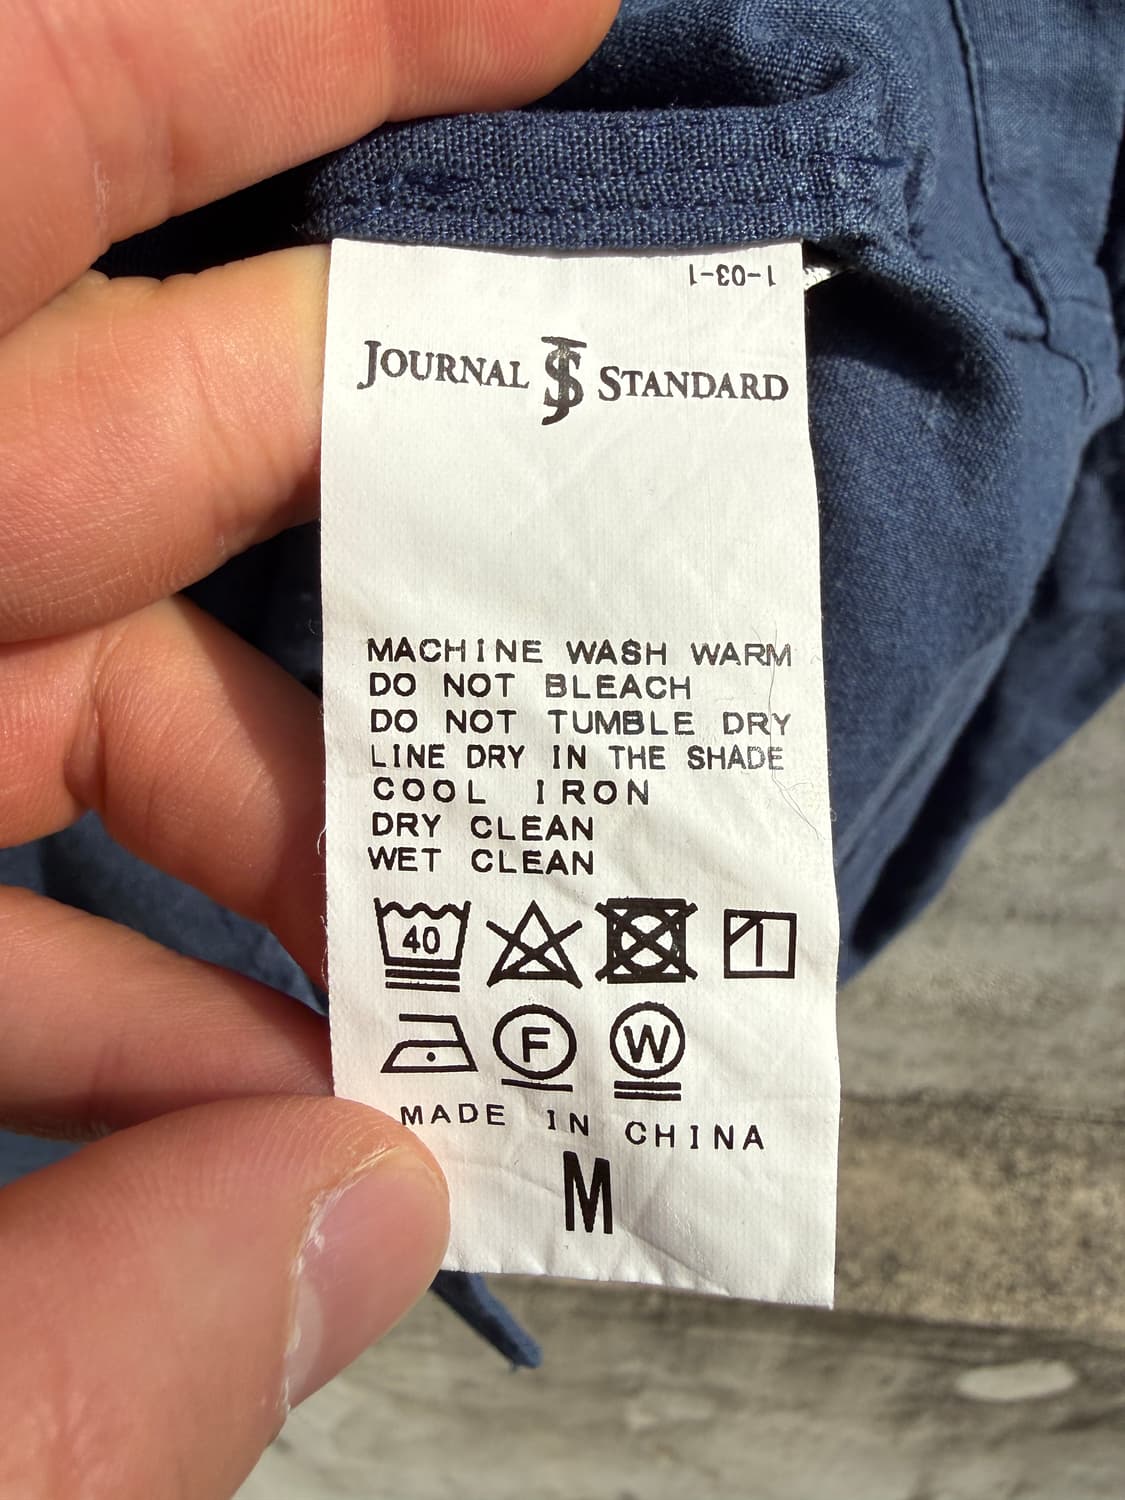 1-03-1
JOURNAL JS STANDARD
MACHINE WASH WARM
DO NOT BLEACH
DO NOT TUMBLE DRY
LINE DRY IN THE SHADE
COOL IRON
DRY CLEAN
WET CLEAN
40
F W
MADE IN CHINA
M